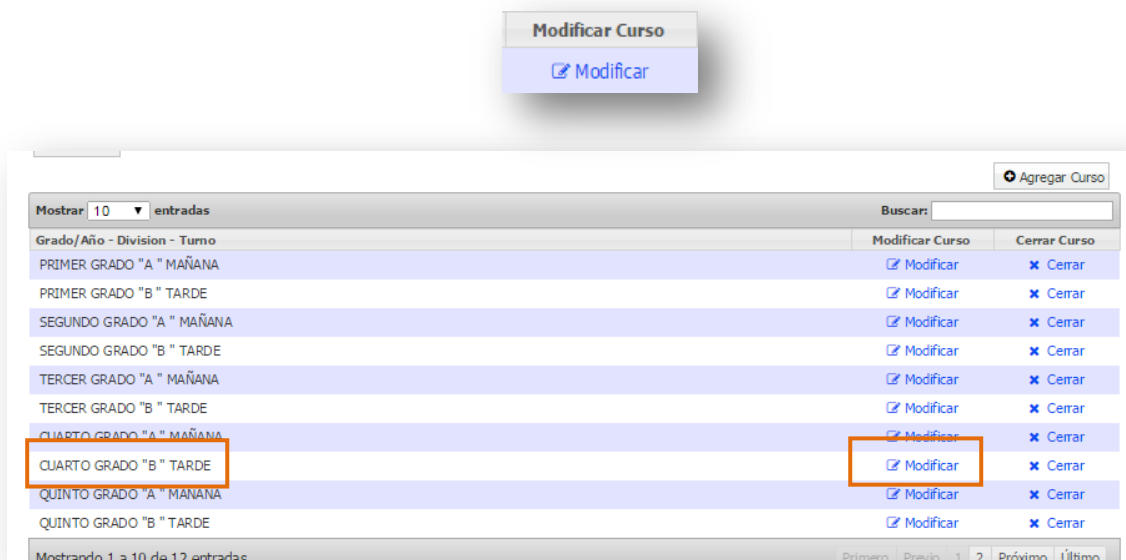 Modificar Curso
Modificar
Agregar Curso
Mostrar 10 entradas Buscar:
Grado/Año - Division - Turno Modificar Curso Cerrar Curso
PRIMER GRADO "A " MAÑANA Modificar Cerrar
PRIMER GRADO "B " TARDE Modificar Cerrar
SEGUNDO GRADO "A " MAÑANA Modificar Cerrar
SEGUNDO GRADO "B " TARDE Modificar Cerrar
TERCER GRADO "A " MAÑANA Modificar Cerrar
TERCER GRADO "B " TARDE Modificar Cerrar
CUARTO GRADO "A " MAÑANA Modificar Cerrar
CUARTO GRADO "B " TARDE Modificar Cerrar
QUINTO GRADO "A " MAÑANA Modificar Cerrar
QUINTO GRADO "B " TARDE Modificar Cerrar
Mostrando 1 a 10 de 12 entradas Primero Previo 1 2 Próximo Último